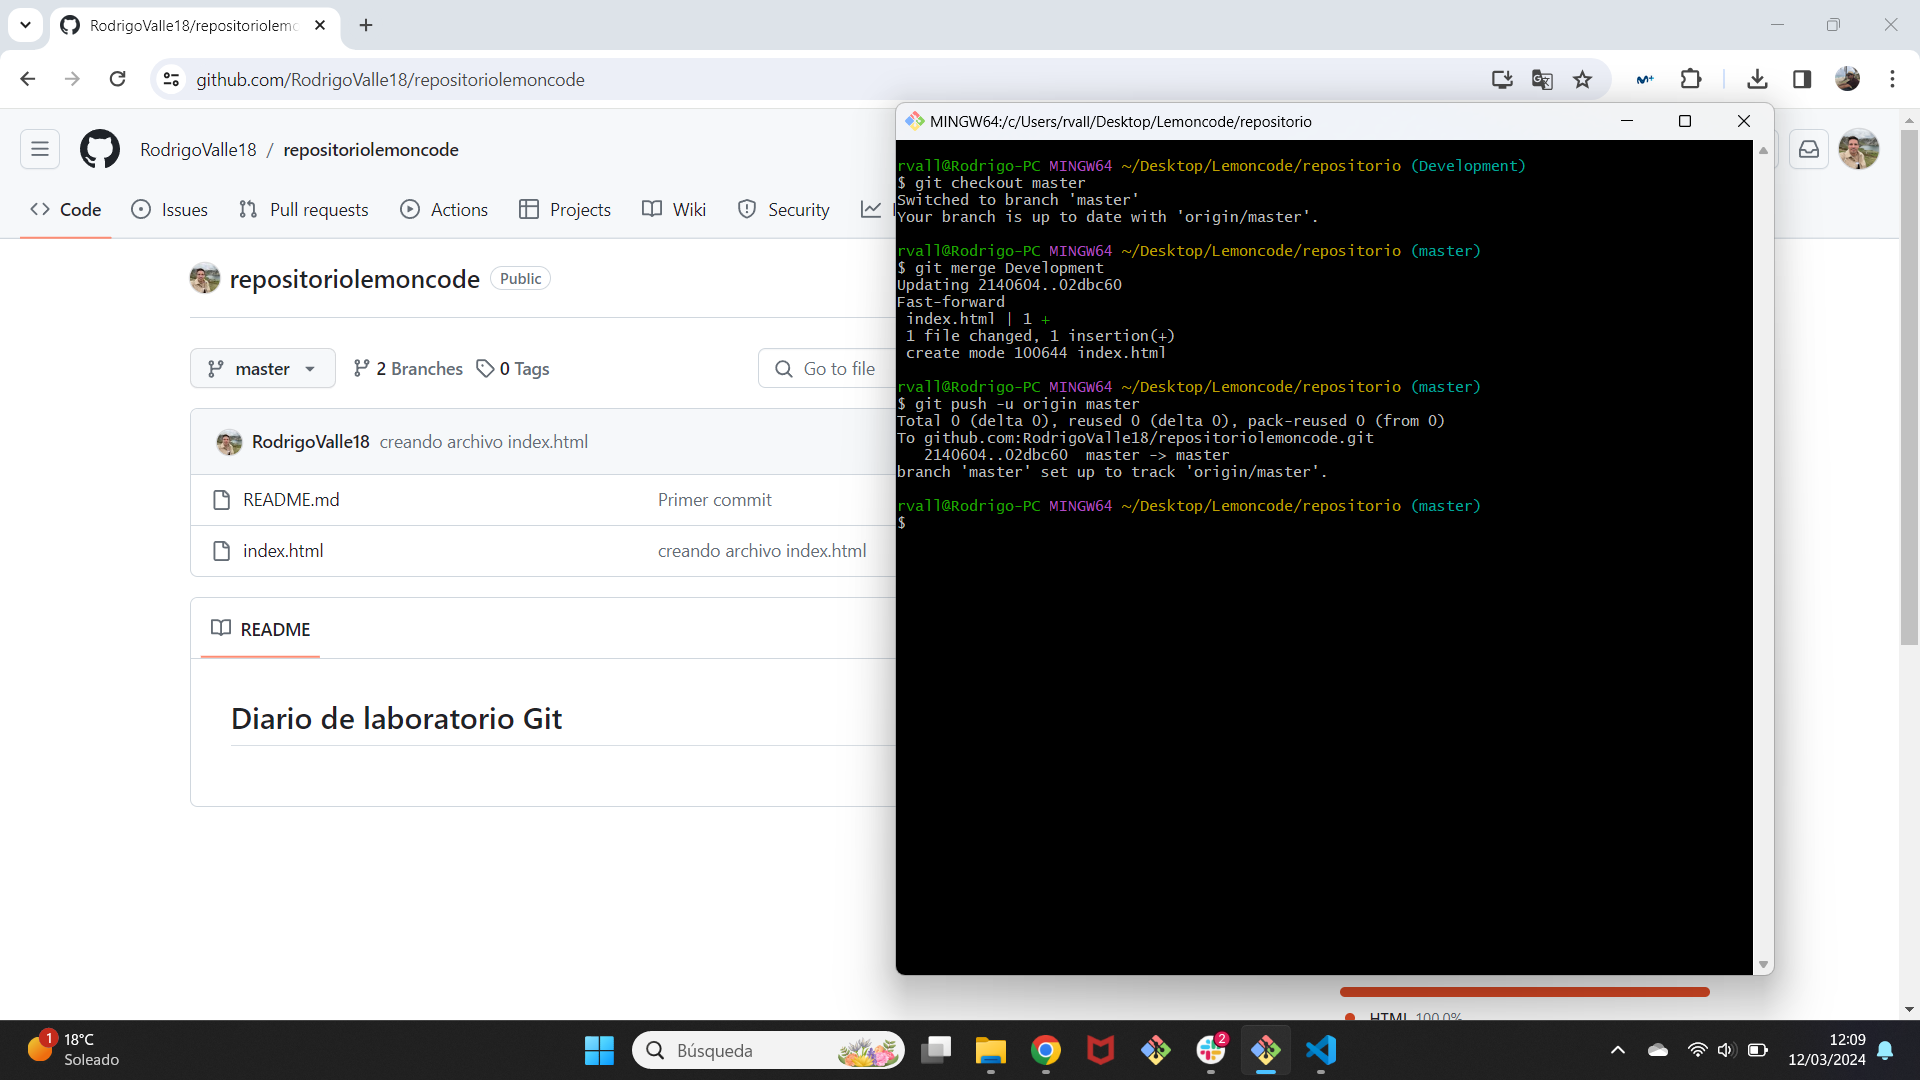 RodrigoValle18/repositoriolemc
github.com/RodrigoValle18/repositoriolemoncode
RodrigoValle18 / repositoriolemoncode
Code Issues Pull requests Actions Projects Wiki Security
repositoriolemoncode Public
master 2 Branches 0 Tags Go to file
RodrigoValle18 creando archivo index.html
README.md Primer commit
index.html creando archivo index.html
README
Diario de laboratorio Git
MINGW64:/c/Users/rvall/Desktop/Lemoncode/repositorio
rvall@Rodrigo-PC MINGW64 ~/Desktop/Lemoncode/repositorio (Development)
$ git checkout master
Switched to branch 'master'
Your branch is up to date with 'origin/master'.
rvall@Rodrigo-PC MINGW64 ~/Desktop/Lemoncode/repositorio (master)
$ git merge Development
Updating 2140604..02dbc60
Fast-forward
index.html | 1 +
1 file changed, 1 insertion(+)
create mode 100644 index.html
rvall@Rodrigo-PC MINGW64 ~/Desktop/Lemoncode/repositorio (master)
$ git push -u origin master
Total 0 (delta 0), reused 0 (delta 0), pack-reused 0 (from 0)
To github.com:RodrigoValle18/repositoriolemoncode.git
2140604..02dbc60 master -> master
branch 'master' set up to track 'origin/master'.
rvall@Rodrigo-PC MINGW64 ~/Desktop/Lemoncode/repositorio (master)
$
HTML 100.0%
1
18°C
Soleado
Búsqueda
2
12:09
12/03/2024